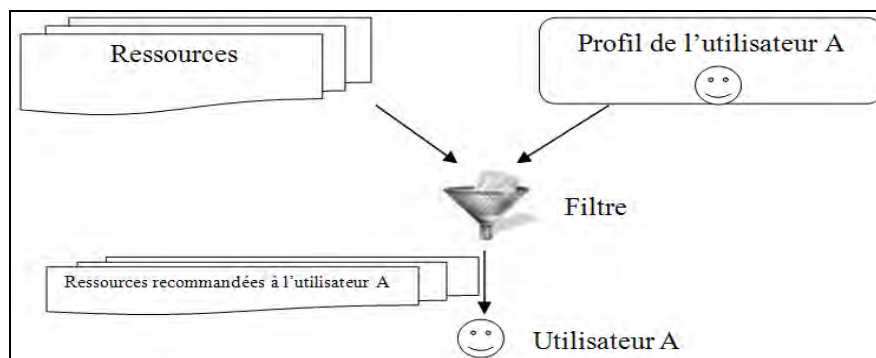 Ressources
Profil de l’utilisateur A
Filtre
Ressources recommandées à l’utilisateur A
Utilisateur A